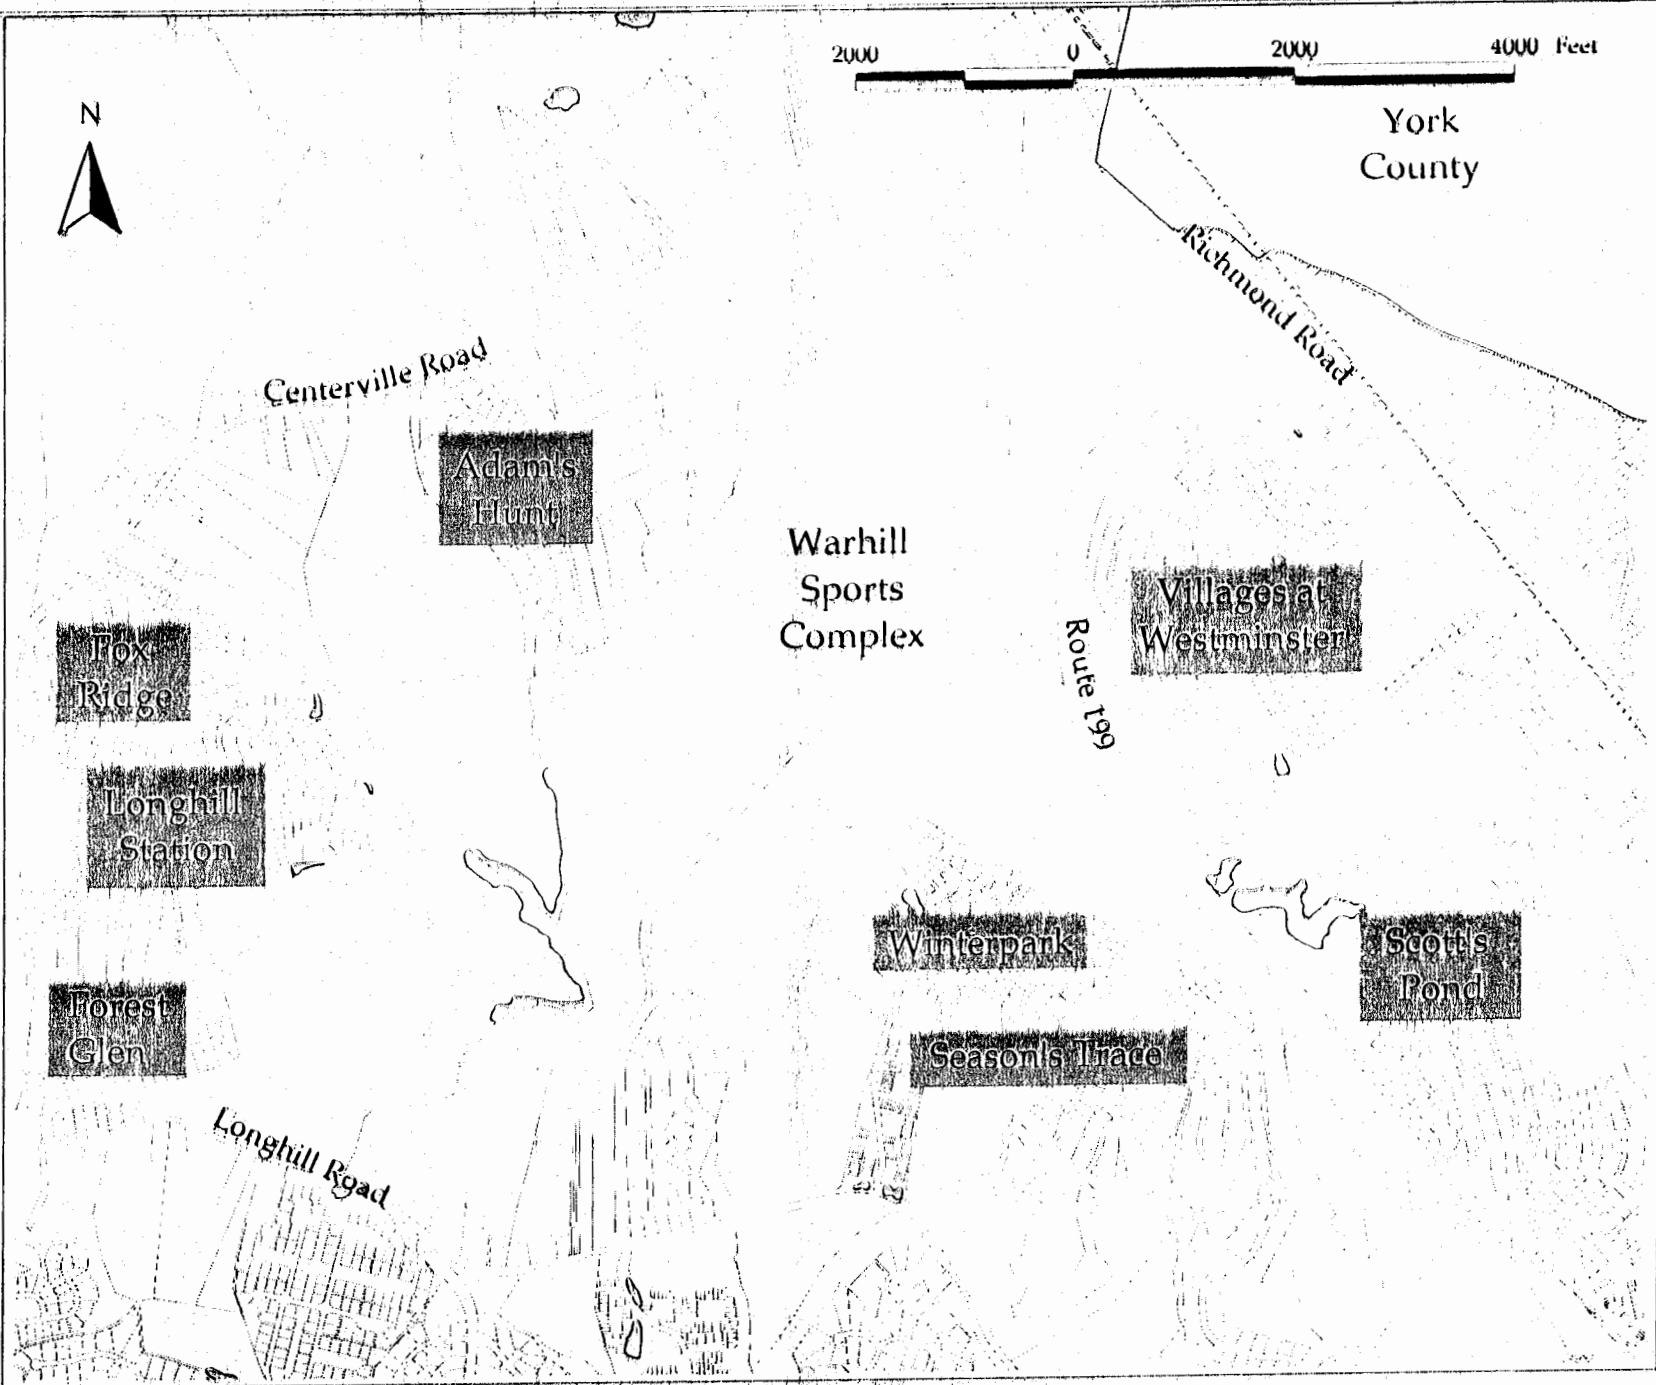 2000 0 2000 4000 Feet
N
York
County
Richmond Road
Centerville Road
Adam's
Hunt
Warhill
Sports
Complex
Villages at
Westminster
Route 199
Fox
Ridge
Longhill
Station
Winterpark
Scott's
Pond
Forest
Glen
Season's Trace
Longhill Road